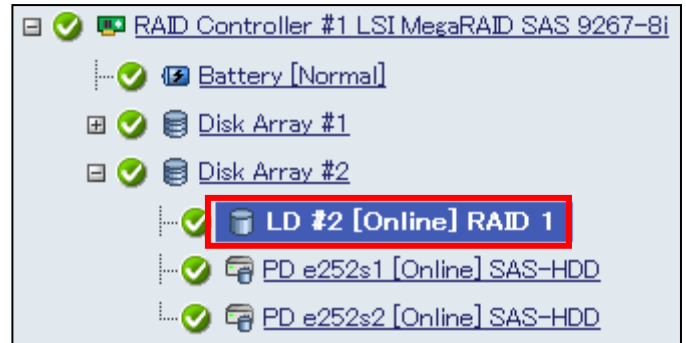 RAID Controller #1 LSI MegaRAID SAS 9267-8i
Battery [Normal]
Disk Array #1
Disk Array #2
LD #2 [Online] RAID 1
PD e252s1 [Online] SAS-HDD
PD e252s2 [Online] SAS-HDD